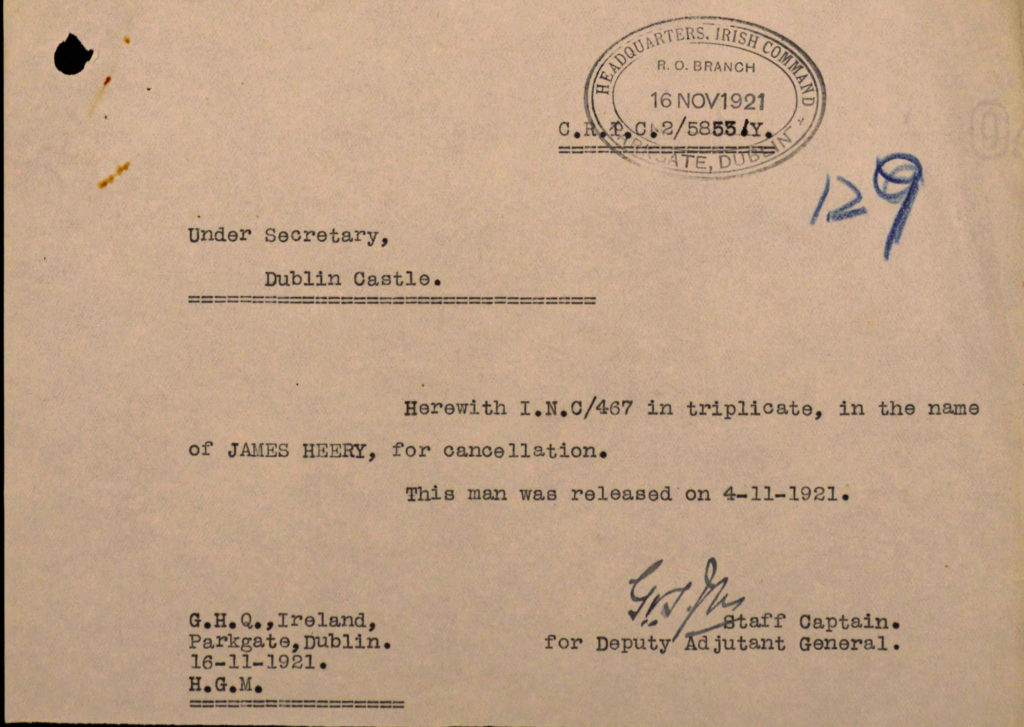 HEADQUARTERS, IRISH COMMAND
R. O. BRANCH
16 NOV 1921
PARKGATE, DUBLIN
C.R.P.C. 2/5853/Y.
129
Under Secretary,
Dublin Castle.
Herewith I.N.C/467 in triplicate, in the name
of JAMES HEERY, for cancellation.
This man was released on 4-11-1921.
Staff Captain.
for Deputy Adjutant General.
G.H.Q.,Ireland,
Parkgate,Dublin.
16-11-1921.
H.G.M.